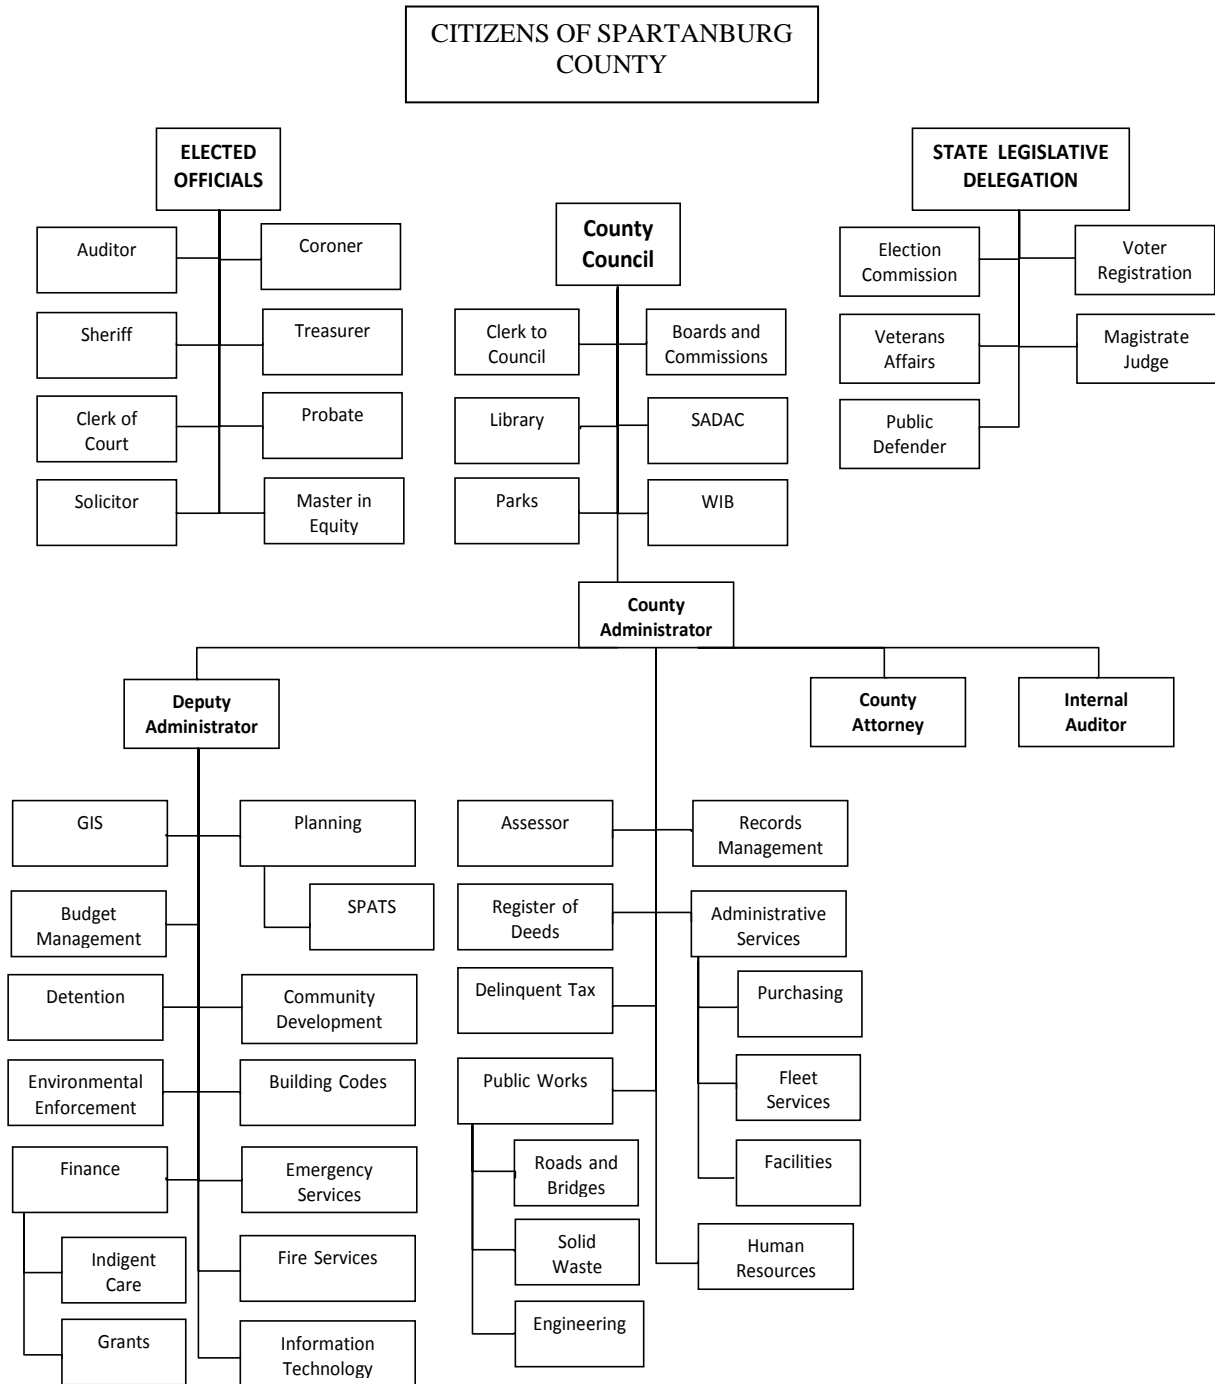 CITIZENS OF SPARTANBURG
COUNTY
ELECTED
OFFICIALS
Auditor
Coroner
Sheriff
Treasurer
Clerk of
Court
Probate
Solicitor
Master in
Equity
County
Council
Clerk to
Council
Boards and
Commissions
Library
SADAC
Parks
WIB
STATE LEGISLATIVE
DELEGATION
Election
Commission
Voter
Registration
Veterans
Affairs
Magistrate
Judge
Public
Defender
County
Administrator
Deputy
Administrator
County
Attorney
Internal
Auditor
GIS
Planning
SPATS
Budget
Management
Detention
Community
Development
Environmental
Enforcement
Building Codes
Finance
Emergency
Services
Indigent
Care
Fire Services
Grants
Information
Technology
Assessor
Records
Management
Register of
Deeds
Administrative
Services
Delinquent Tax
Purchasing
Public Works
Fleet
Services
Roads and
Bridges
Facilities
Solid
Waste
Human
Resources
Engineering